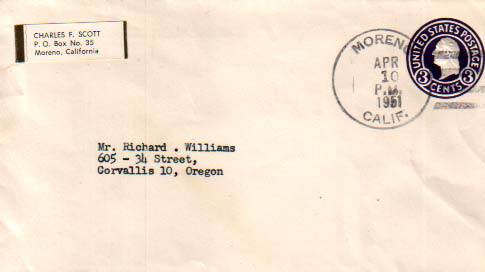 CHARLES F. SCOTT
P. O. Box No. 35
Moreno, California
MORENO
APR
10
P.M.
1951
CALIF.
UNITED STATES POSTAGE
3 CENTS 3
Mr. Richard . Williams
605 - 34 Street,
Corvallis 10, Oregon